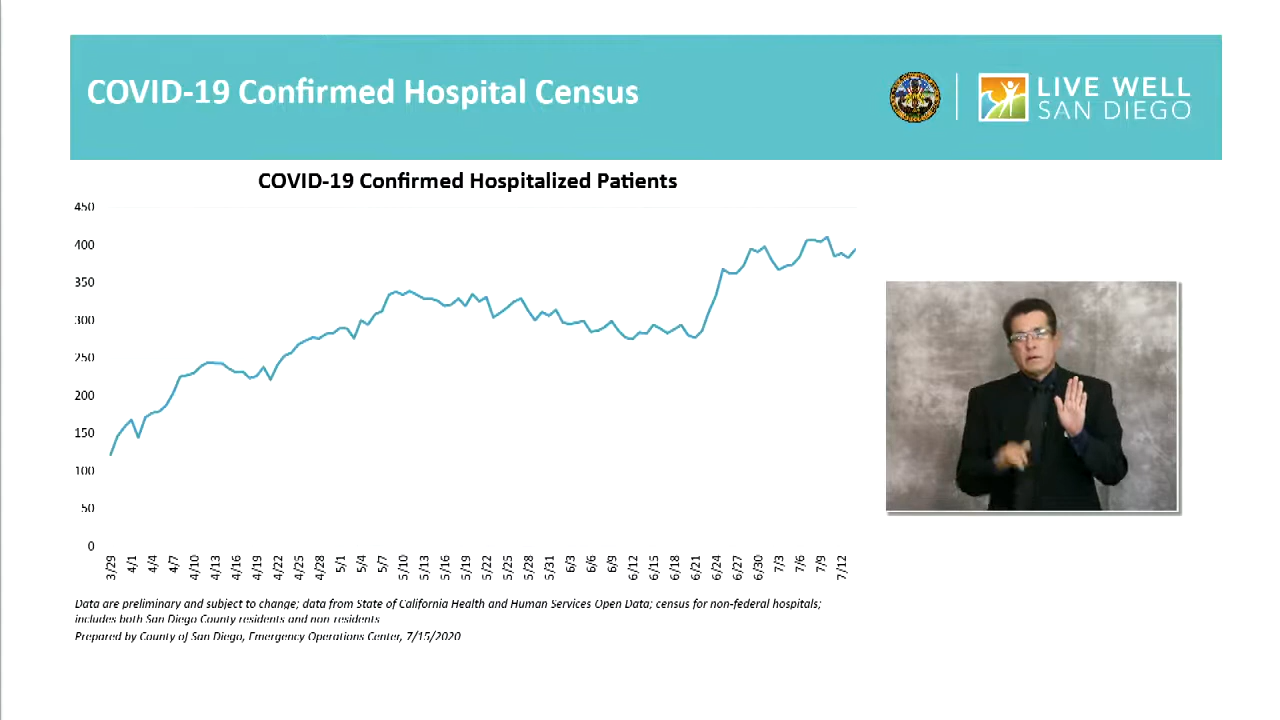 COVID-19 Confirmed Hospital Census
LIVE WELL
SAN DIEGO
COVID-19 Confirmed Hospitalized Patients
450
400
350
300
250
200
150
100
50
0
3/29 4/1 4/4 4/7 4/10 4/13 4/16 4/19 4/22 4/25 4/28 5/1 5/4 5/7 5/10 5/13 5/16 5/19 5/22 5/25 5/28 5/31 6/3 6/6 6/9 6/12 6/15 6/18 6/21 6/24 6/27 6/30 7/3 7/6 7/9 7/12
Data are preliminary and subject to change; data from State of California Health and Human Services Open Data; census for non-federal hospitals;
includes both San Diego County residents and non-residents
Prepared by County of San Diego, Emergency Operations Center, 7/15/2020